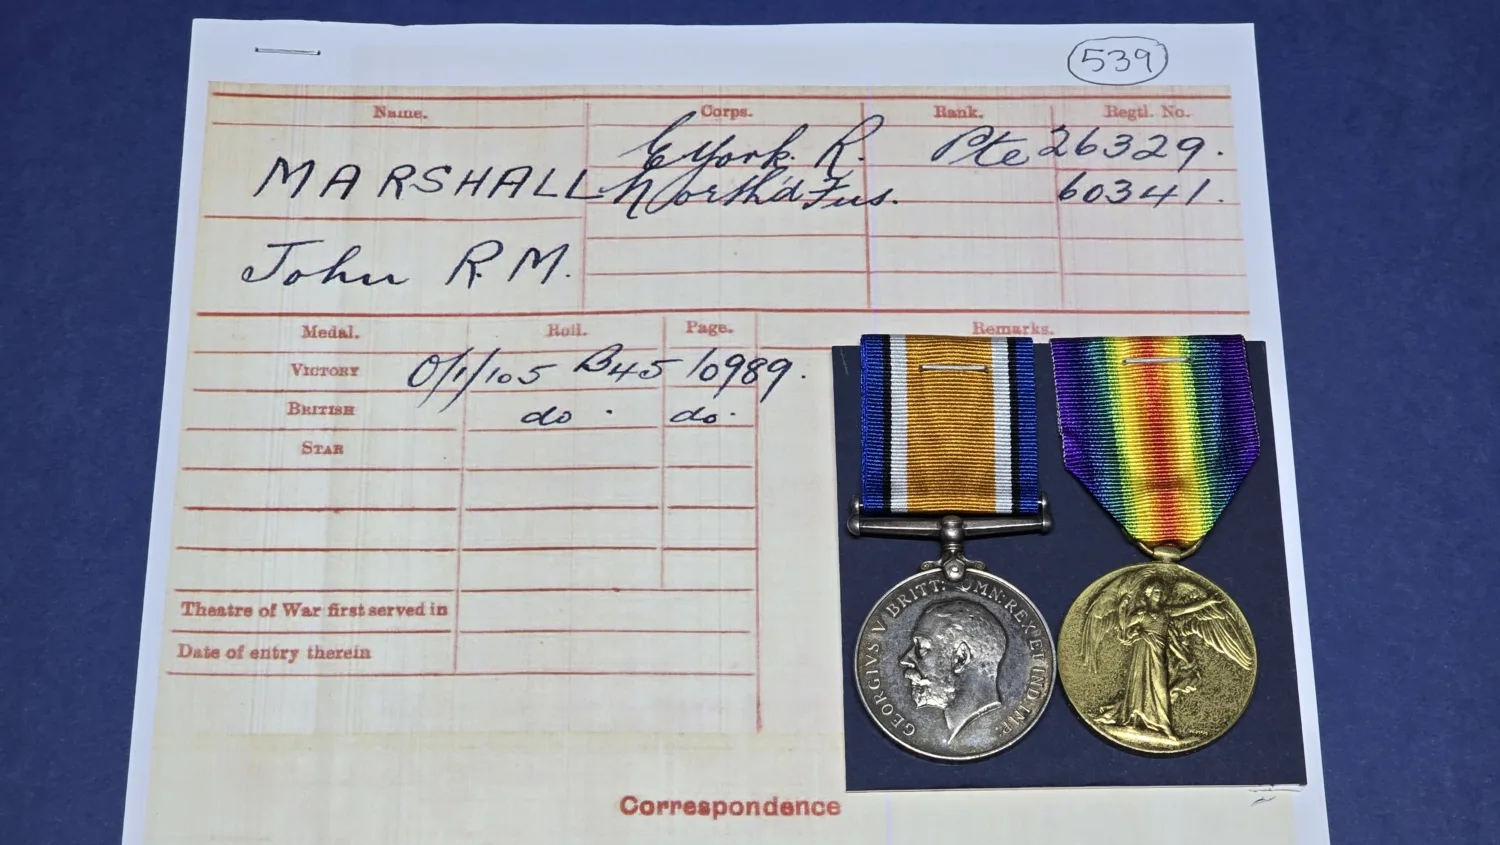 539
Name. Corps. Rank. Regtl. No.
E York. R. Pte 26329.
MARSHALL North'd Fus. 60341.
John R. M.
Medal. Roll. Page. Remarks.
VICTORY O/1/105 B45 10989.
BRITISH do. do.
STAR
Theatre of War first served in
Date of entry therein
Correspondence
GEORGIVS V BRITT: OMN: REX ET IND: IMP: